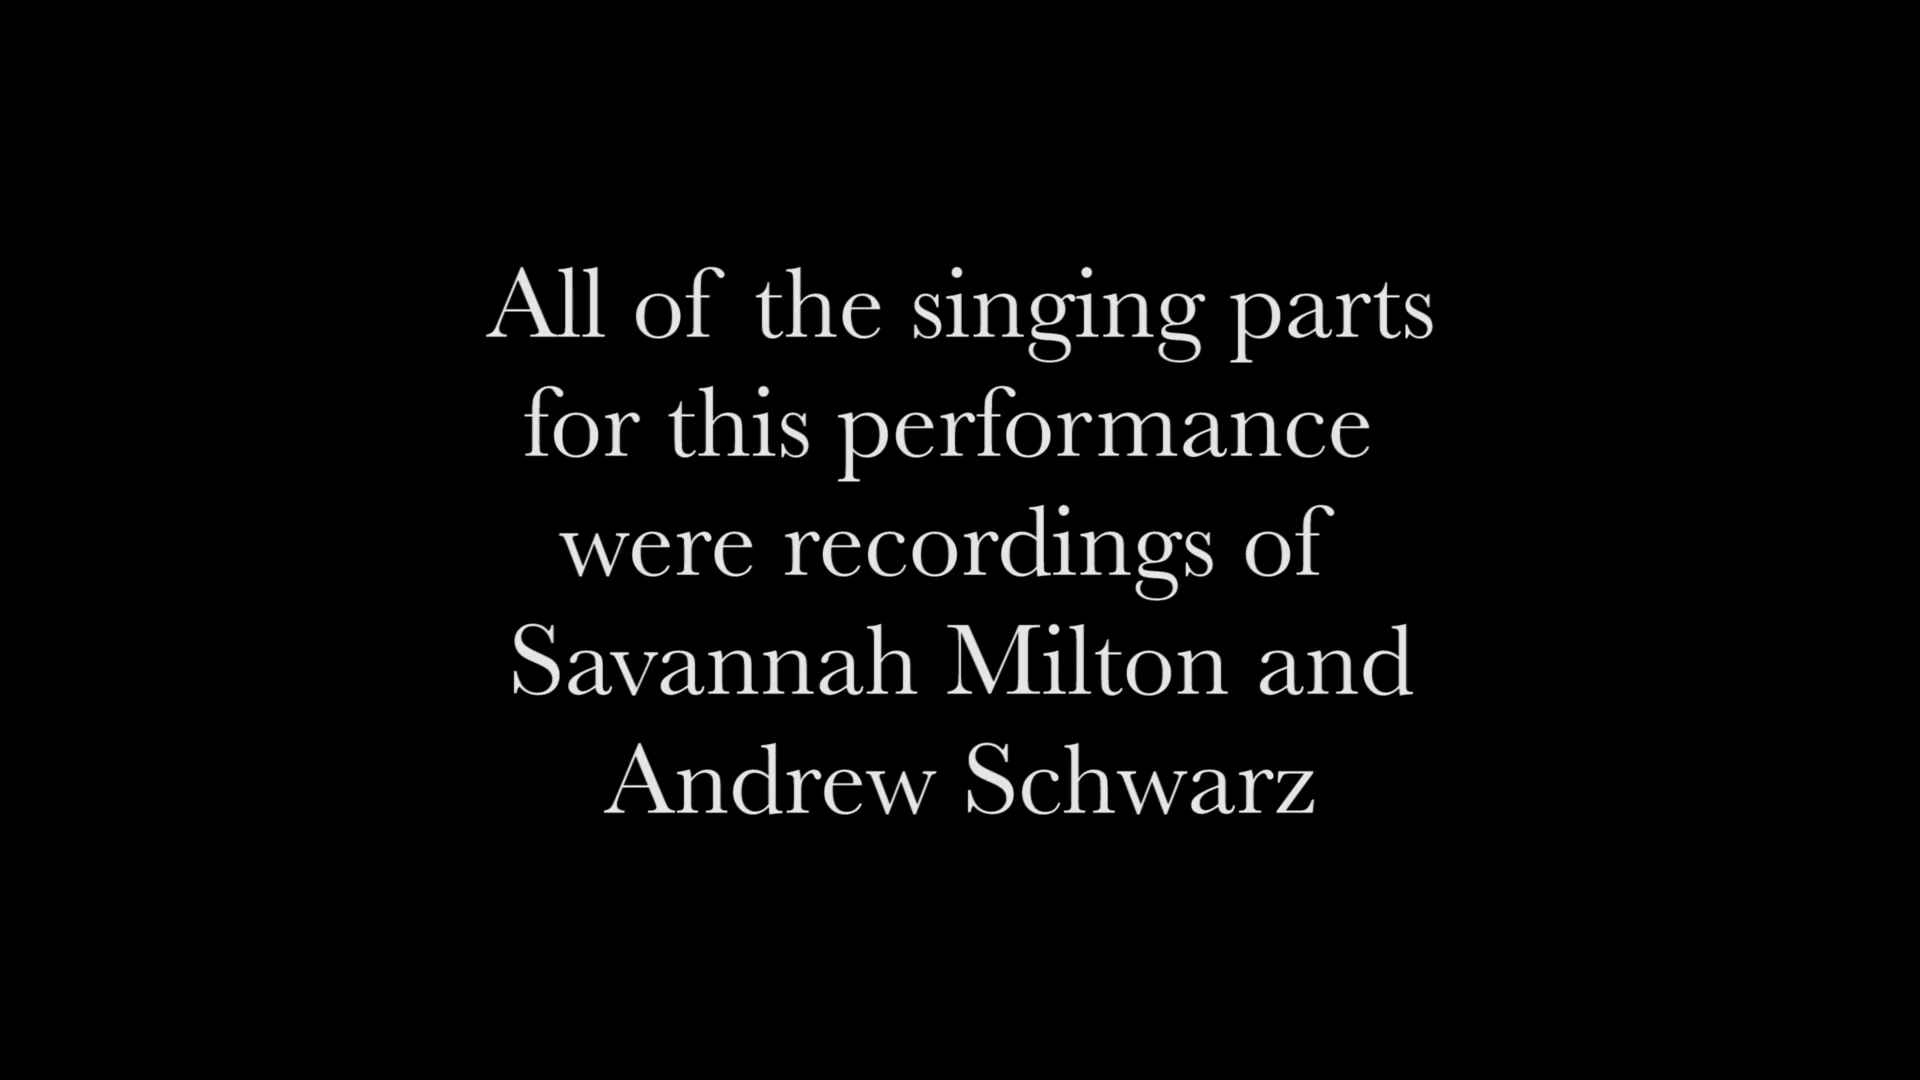 All of the singing parts
for this performance
were recordings of
Savannah Milton and
Andrew Schwarz